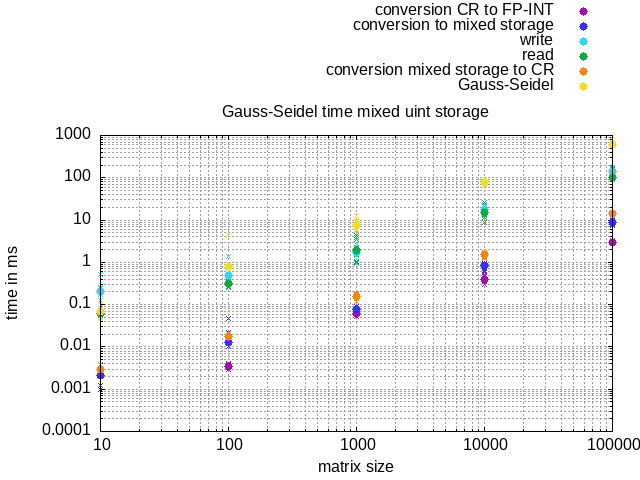 conversion CR to FP-INT
conversion to mixed storage
write
read
conversion mixed storage to CR
Gauss-Seidel
Gauss-Seidel time mixed uint storage
1000
100
10
1
0.1
0.01
0.001
0.0001
time in ms
10
100
1000
10000
100000
matrix size